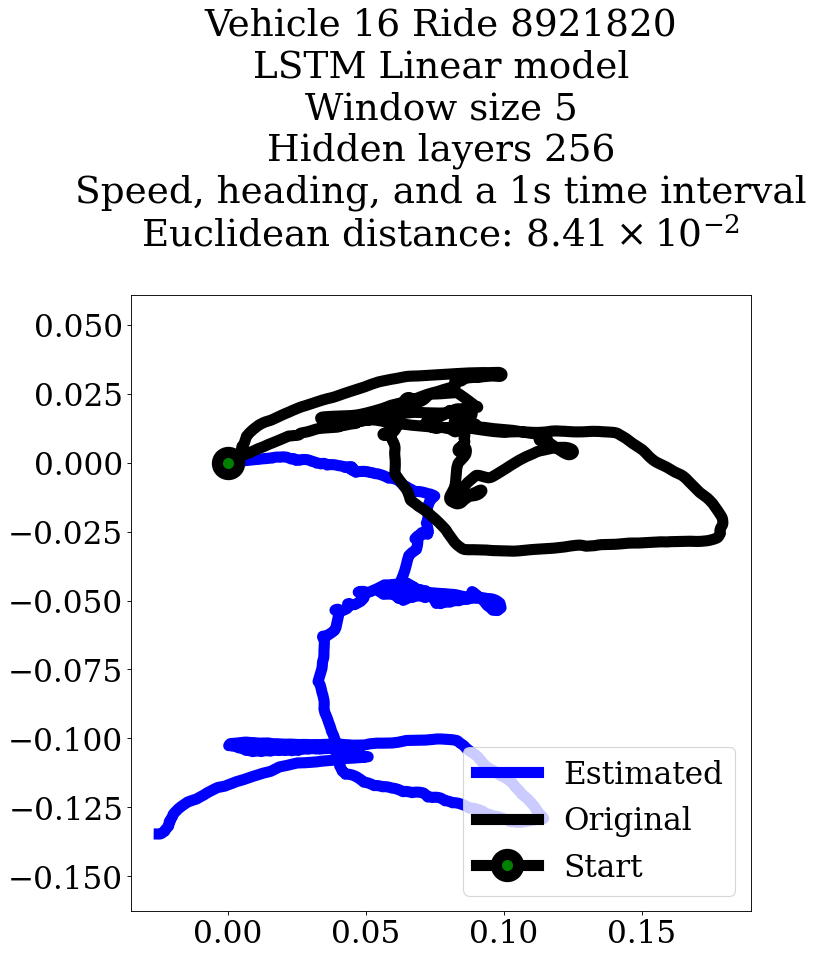 Vehicle 16 Ride 8921820
LSTM Linear model
Window size 5
Hidden layers 256
Speed, heading, and a 1s time interval
Euclidean distance: 8.41 × 10⁻²
0.050
0.025
0.000
−0.025
−0.050
−0.075
−0.100
−0.125
−0.150
Estimated
Original
Start
0.00 0.05 0.10 0.15